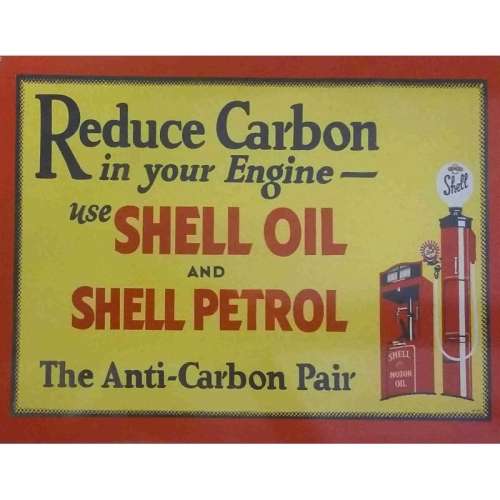 Reduce Carbon
in your Engine —
use SHELL OIL
AND
SHELL PETROL
The Anti-Carbon Pair
Shell
SHELL
MOTOR
OIL